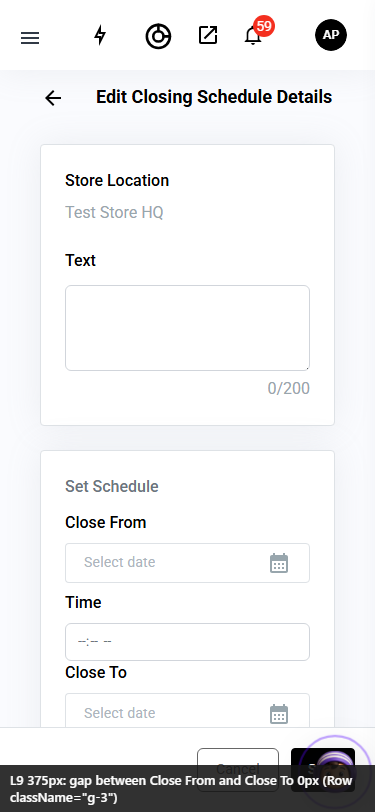 59
AP
Edit Closing Schedule Details
Store Location
Test Store HQ
Text
0/200
Set Schedule
Close From
Select date
Time
--:-- --
Close To
Select date
Cancel
L9 375px: gap between Close From and Close To 0px (Row
className="g-3")